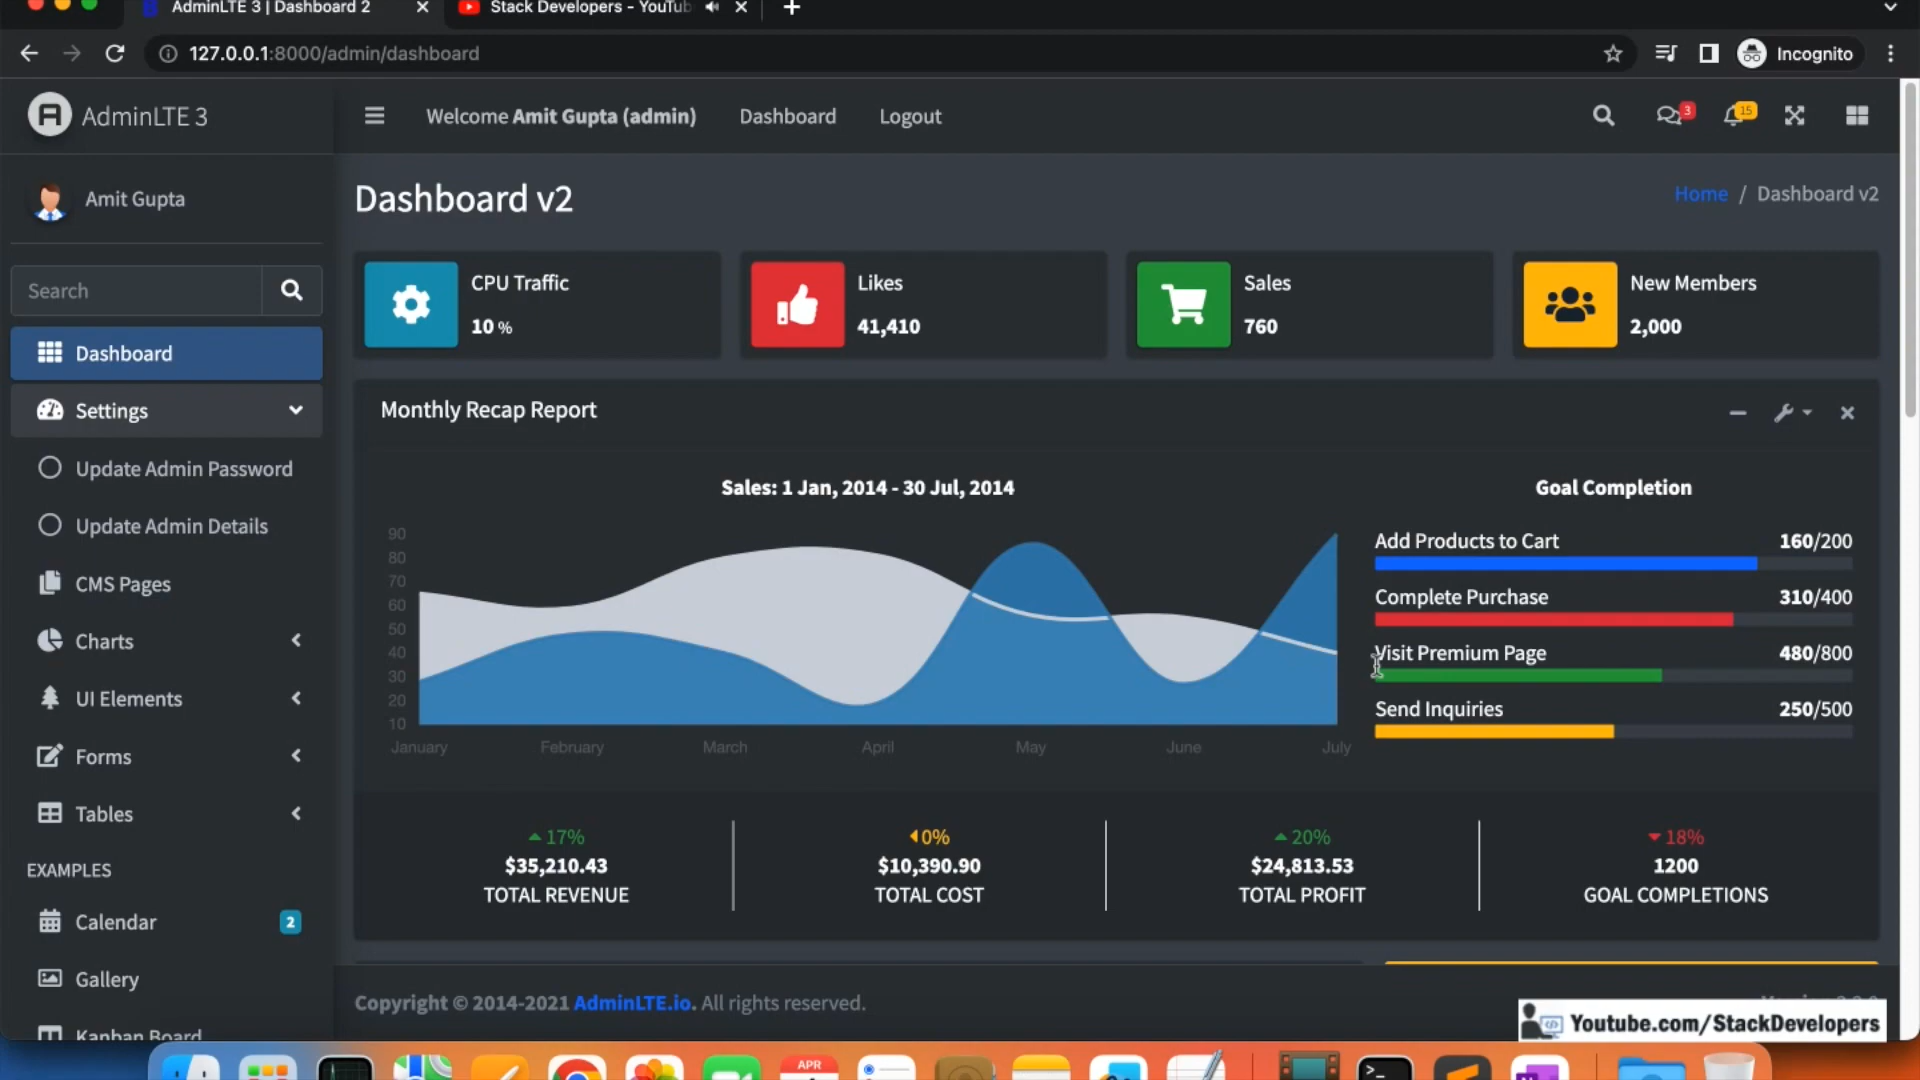 AdminLTE 3 | Dashboard 2
Stack Developers - YouTub
127.0.0.1:8000/admin/dashboard
Incognito
AdminLTE 3
Welcome Amit Gupta (admin)
Dashboard
Logout
3
15
Amit Gupta
Dashboard v2
Home / Dashboard v2
Search
CPU Traffic
10 %
Likes
41,410
Sales
760
New Members
2,000
Dashboard
Settings
Update Admin Password
Update Admin Details
CMS Pages
Charts
UI Elements
Forms
Tables
EXAMPLES
Calendar
2
Gallery
Kanban Board
Monthly Recap Report
Sales: 1 Jan, 2014 - 30 Jul, 2014
90
80
70
60
50
40
30
20
10
January
February
March
April
May
June
July
Goal Completion
Add Products to Cart
160/200
Complete Purchase
310/400
Visit Premium Page
480/800
Send Inquiries
250/500
17%
$35,210.43
TOTAL REVENUE
0%
$10,390.90
TOTAL COST
20%
$24,813.53
TOTAL PROFIT
18%
1200
GOAL COMPLETIONS
Copyright © 2014-2021 AdminLTE.io. All rights reserved.
Youtube.com/StackDevelopers
APR